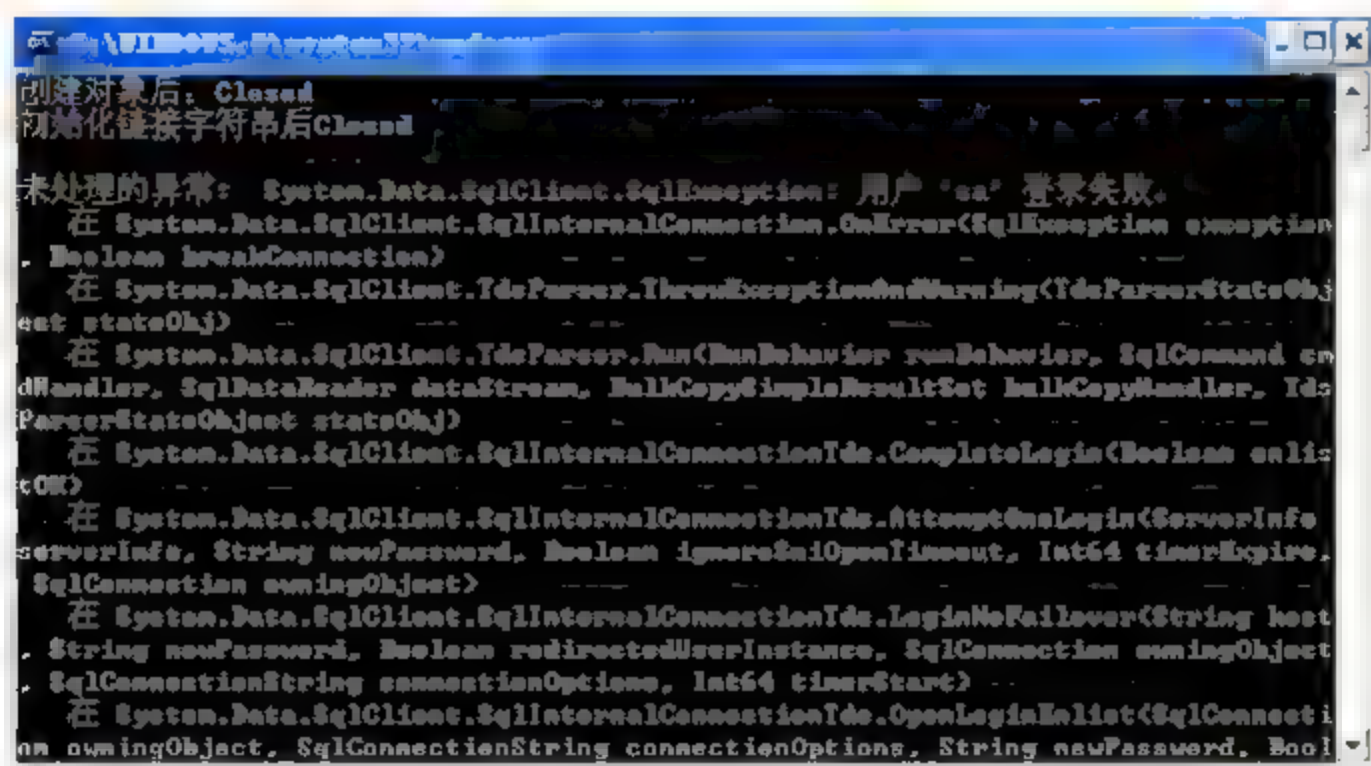 创建对象后：Closed
初始化链接字符串后Closed
未处理的异常： System.Data.SqlClient.SqlException: 用户 'sa' 登录失败。
在 System.Data.SqlClient.SqlInternalConnection.OnError(SqlException exception
, Boolean breakConnection)
在 System.Data.SqlClient.TdsParser.ThrowExceptionAndWarning(TdsParserStateObj
ect stateObj)
在 System.Data.SqlClient.TdsParser.Run(RunBehavior runBehavior, SqlCommand cm
dHandler, SqlDataReader dataStream, BulkCopySimpleResultSet bulkCopyHandler, Tds
ParserStateObject stateObj)
在 System.Data.SqlClient.SqlInternalConnectionTds.CompleteLogin(Boolean enlis
tOK)
在 System.Data.SqlClient.SqlInternalConnectionTds.AttemptOneLogin(ServerInfo
serverInfo, String newPassword, Boolean ignoreSniOpenTimeout, Int64 timerExpire,
SqlConnection owningObject)
在 System.Data.SqlClient.SqlInternalConnectionTds.LoginNoFailover(String host
, String newPassword, Boolean redirectedUserInstance, SqlConnection owningObject
, SqlConnectionString connectionOptions, Int64 timerStart)
在 System.Data.SqlClient.SqlInternalConnectionTds.OpenLoginEnlist(SqlConnecti
on owningObject, SqlConnectionString connectionOptions, String newPassword, Bool